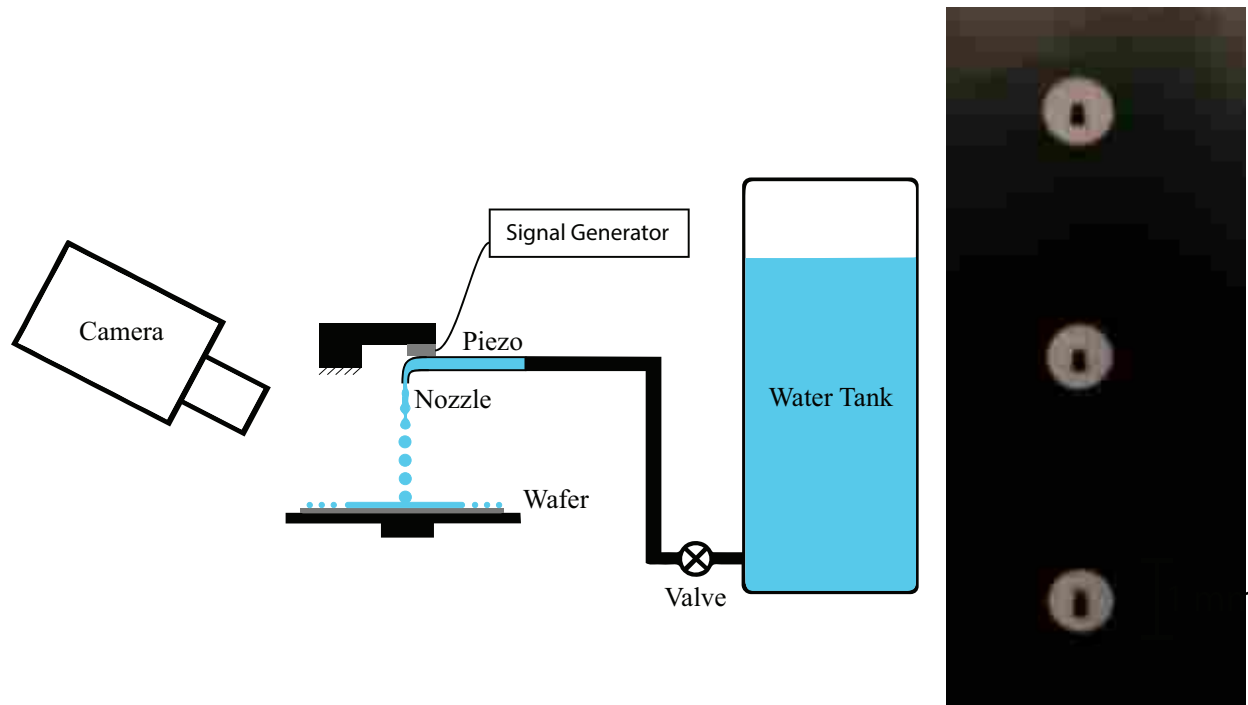 Signal Generator
Camera
Piezo
Nozzle
Water Tank
Wafer
Valve